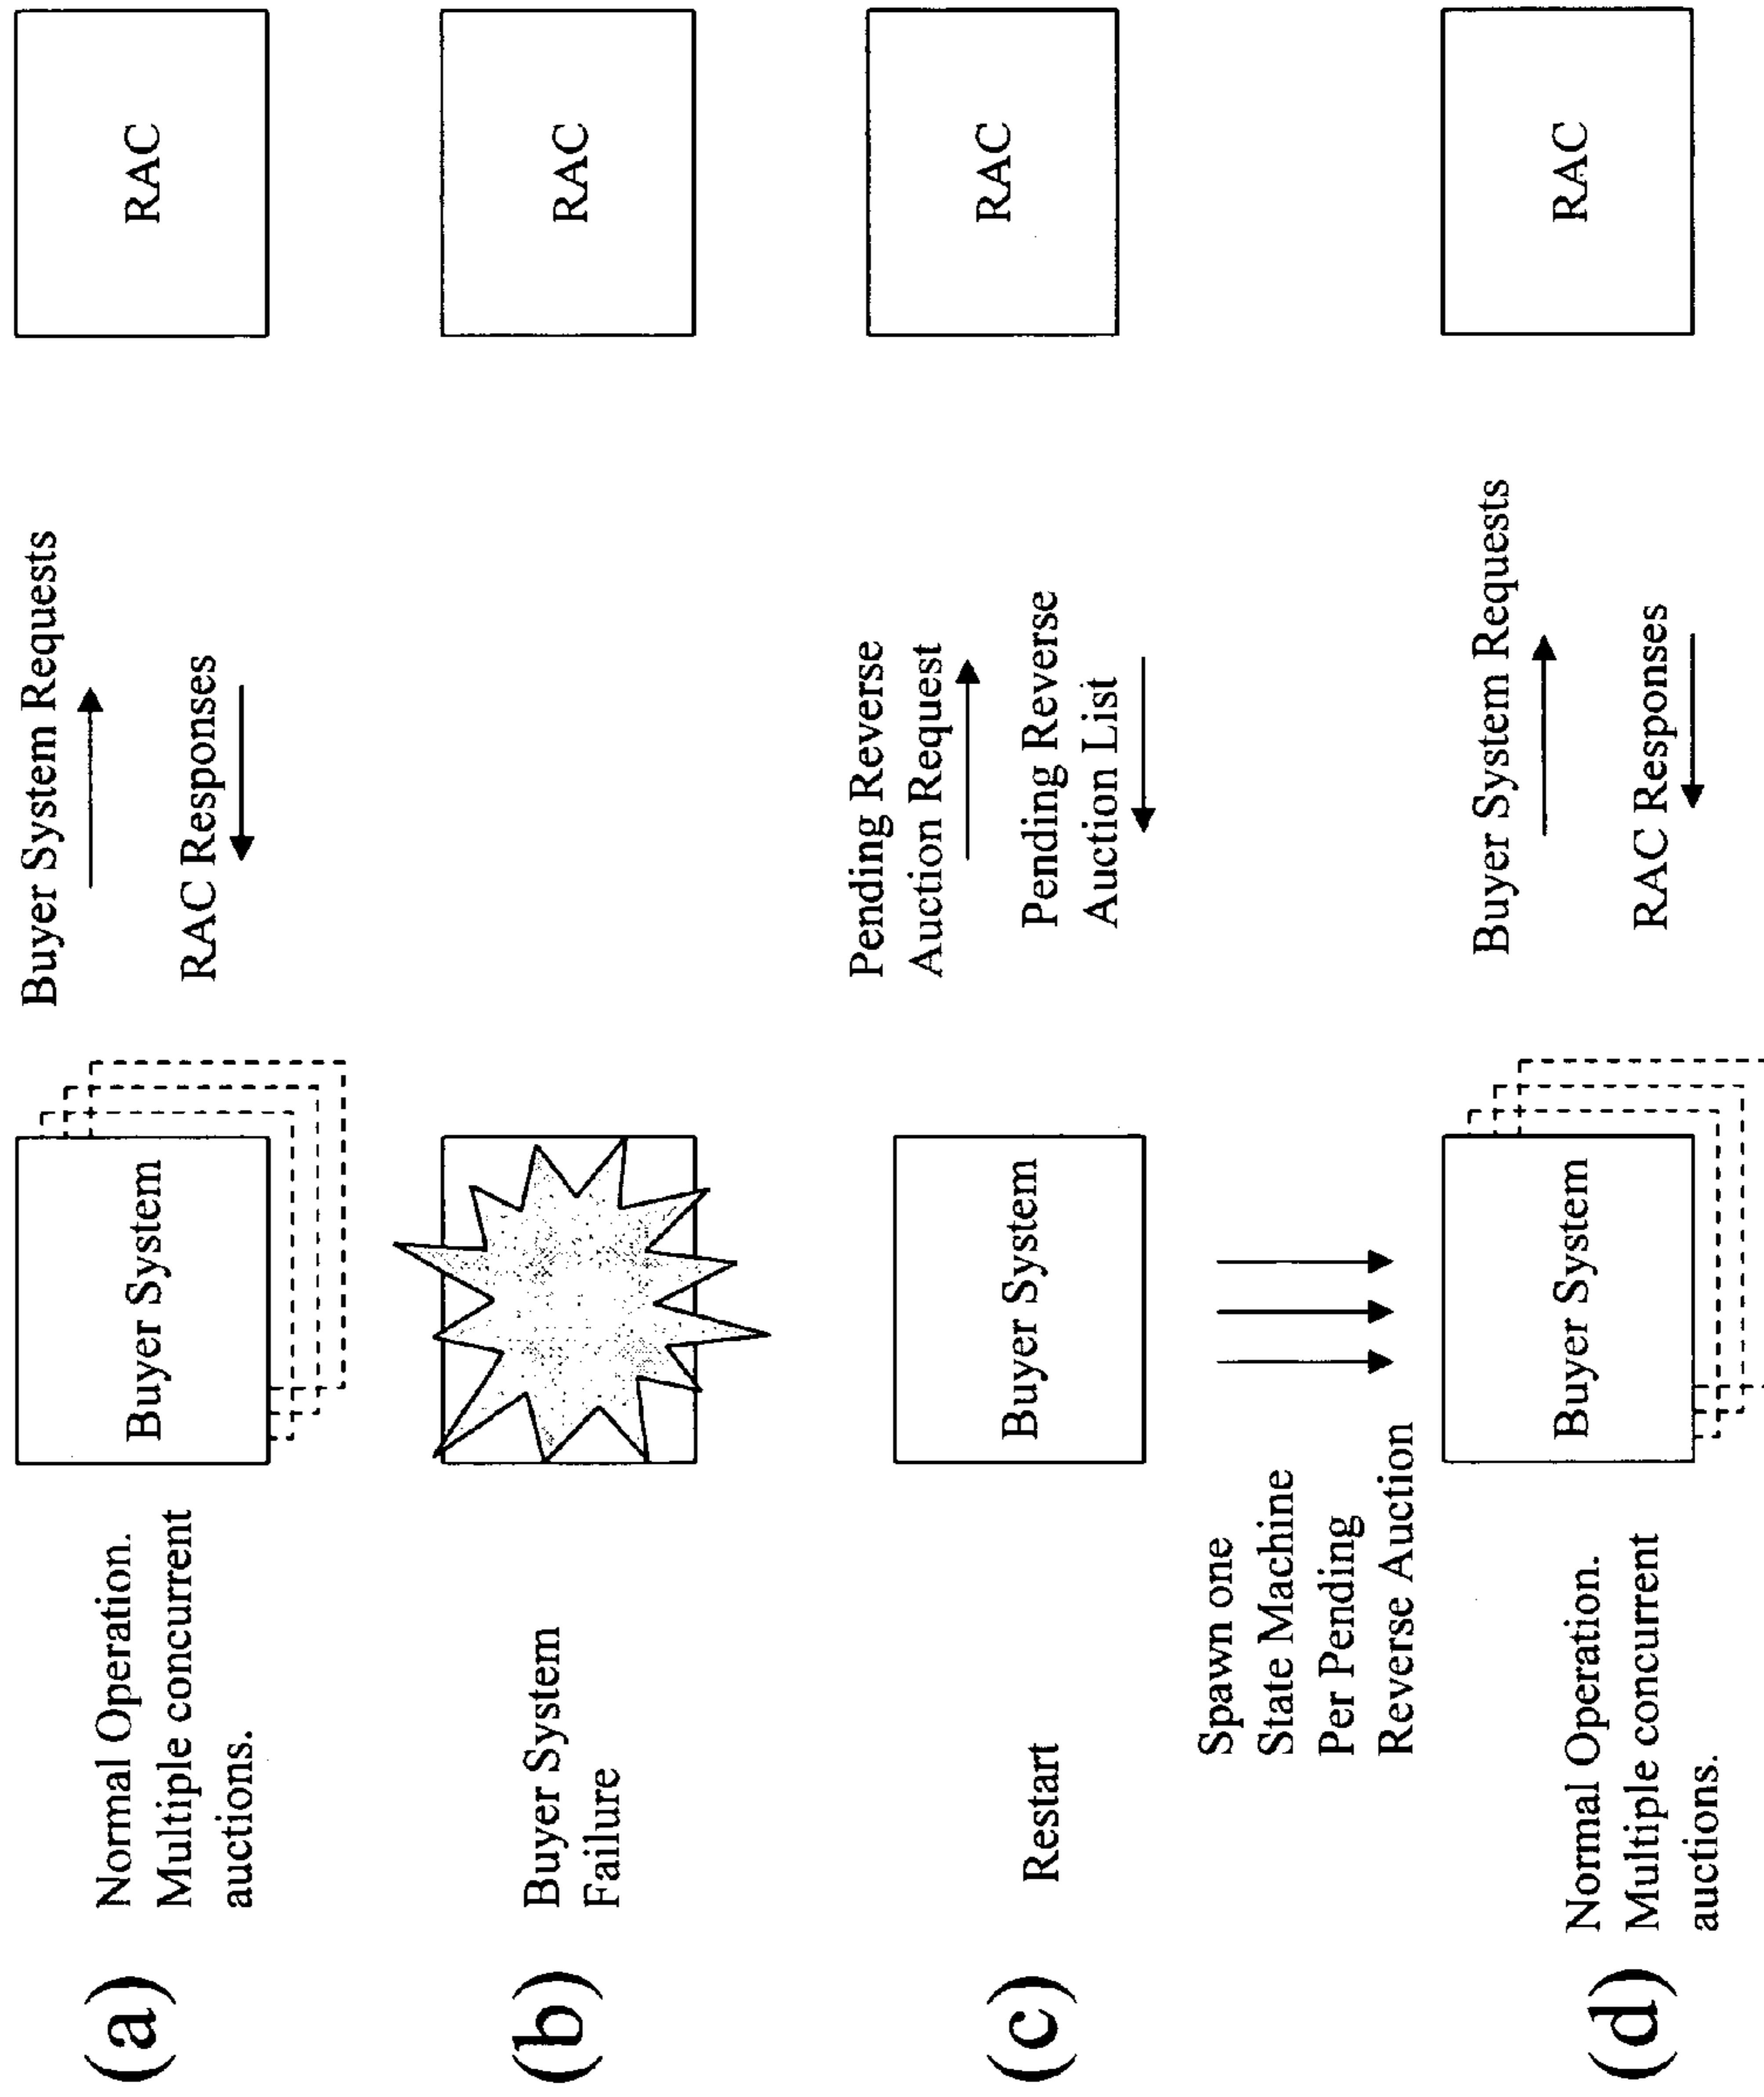 (a)
Normal Operation.
Multiple concurrent
auctions.
Buyer System
Buyer System Requests
RAC Responses
RAC
(b)
Buyer System
Failure
RAC
(c)
Restart
Buyer System
Pending Reverse
Auction Request
Pending Reverse
Auction List
RAC
Spawn one
State Machine
Per Pending
Reverse Auction
(d)
Normal Operation.
Multiple concurrent
auctions.
Buyer System
Buyer System Requests
RAC Responses
RAC